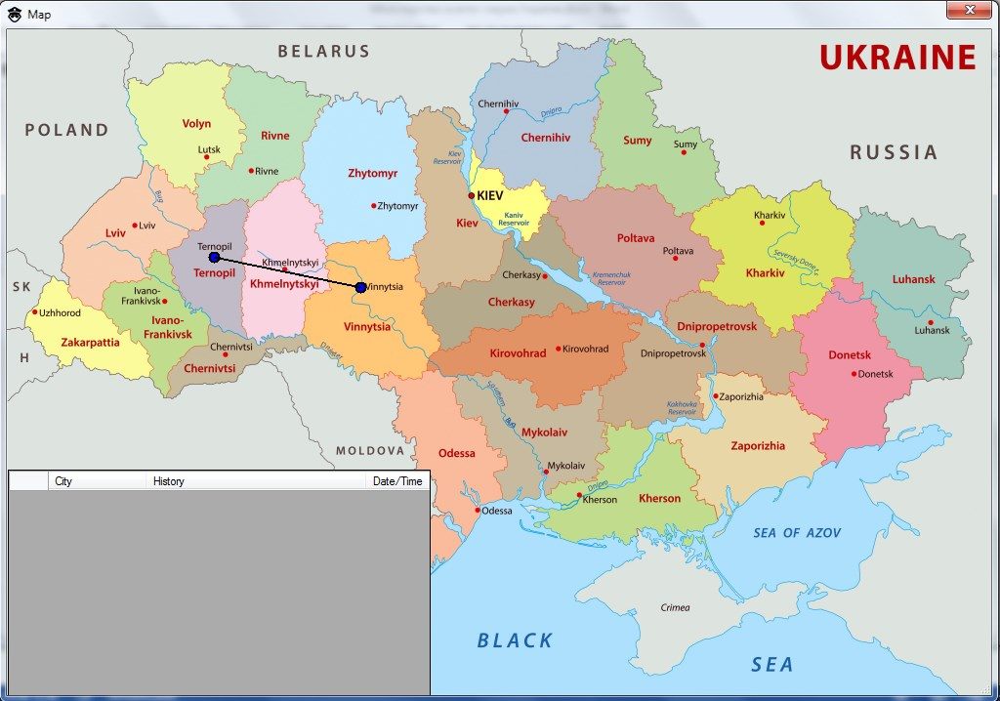 Map
BELARUS
UKRAINE
POLAND
RUSSIA
Volyn
Lutsk
Rivne
Rivne
Zhytomyr
Zhytomyr
Kiev
Reservoir
KIEV
Kiev
Kaniv
Reservoir
Chernihiv
Dnipro
Chernihiv
Sumy
Sumy
Bug
Lviv
Lviv
Ternopil
Ternopil
Khmelnytskyi
Khmelnytskyi
Vinnytsia
Vinnytsia
Cherkasy
Cherkasy
Kremenchuk
Reservoir
Poltava
Poltava
Kharkiv
Kharkiv
Seversky Donets
Luhansk
Luhansk
SK
H
Uzhhorod
Zakarpattia
Ivano-
Frankivsk
Ivano-
Frankivsk
Chernivtsi
Chernivtsi
Dniester
Kirovohrad
Kirovohrad
Dnipropetrovsk
Dnipropetrovsk
Donetsk
Donetsk
Zaporizhia
Zaporizhia
Kakhovka
Reservoir
Southern Bug
Mykolaiv
Mykolaiv
MOLDOVA
Odessa
Odessa
Dnipro
Kherson
Kherson
SEA OF AZOV
Crimea
BLACK
SEA
City History Date/Time